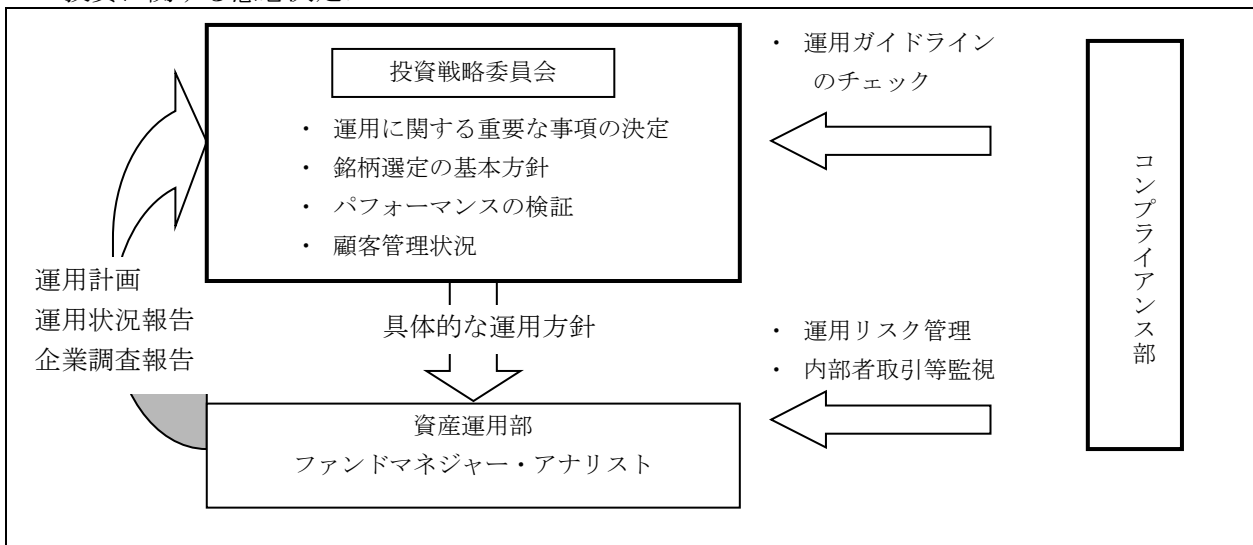 投資戦略委員会
・ 運用に関する重要な事項の決定
・ 銘柄選定の基本方針
・ パフォーマンスの検証
・ 顧客管理状況
・ 運用ガイドライン
のチェック
コンプライアンス部
運用計画
運用状況報告
企業調査報告
具体的な運用方針
・ 運用リスク管理
・ 内部者取引等監視
資産運用部
ファンドマネジャー・アナリスト